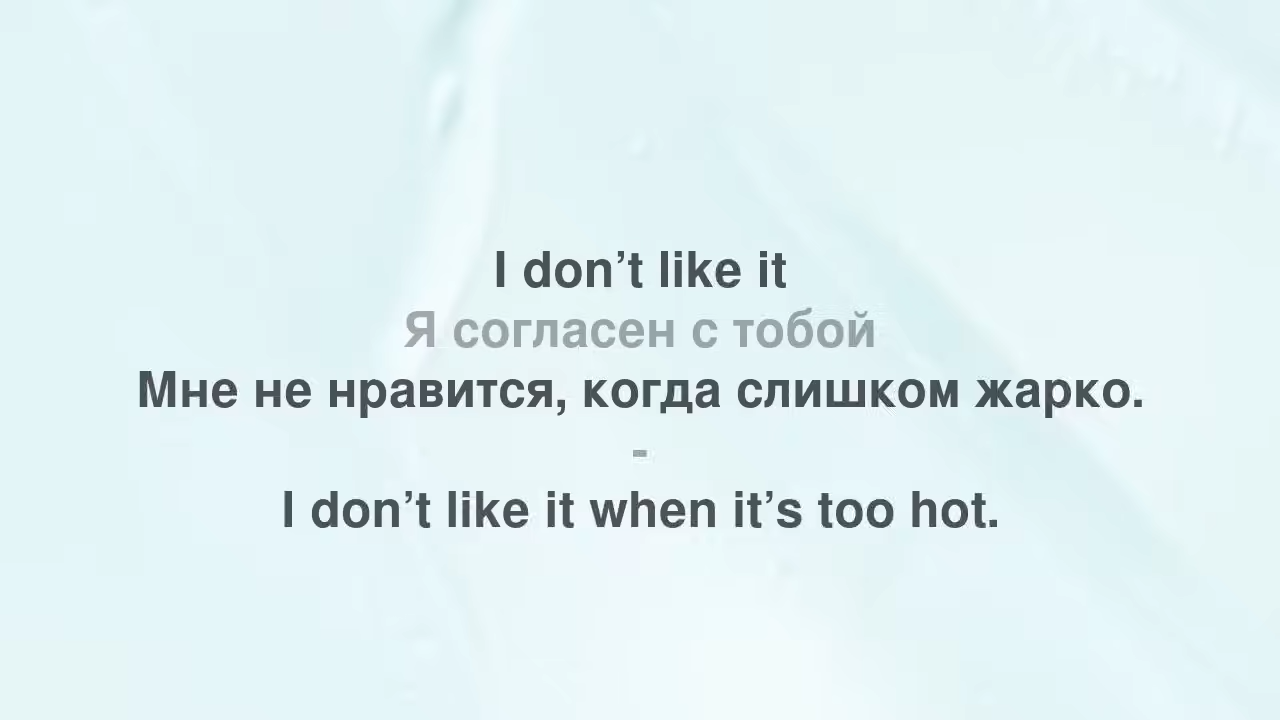 I don’t like it
Я согласен с тобой
Мне не нравится, когда слишком жарко.
-
I don’t like it when it’s too hot.